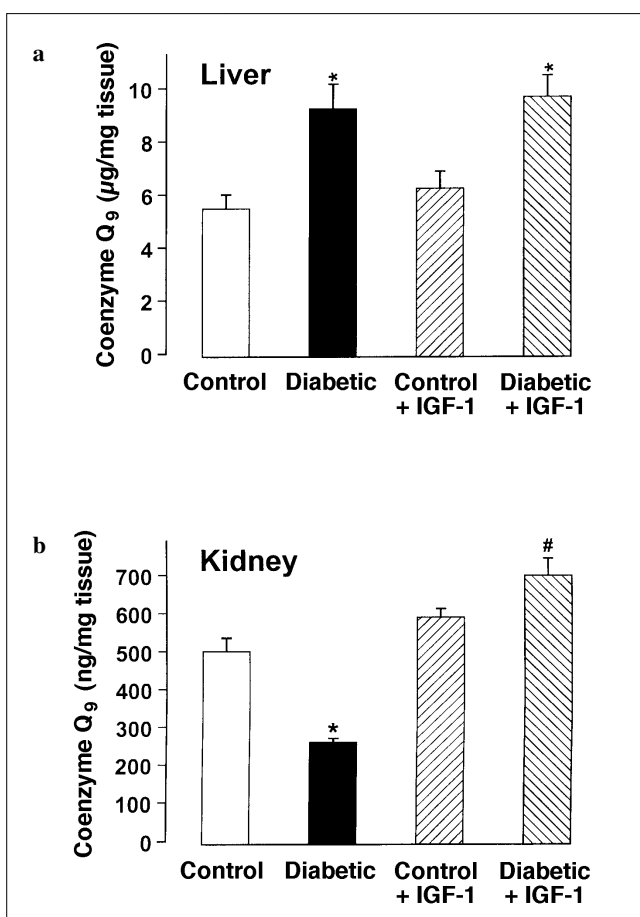 a
Liver
Coenzyme Q₉ (µg/mg tissue)
10
8
6
4
2
0
*
*
Control
Diabetic
Control
+ IGF-1
Diabetic
+ IGF-1
b
Kidney
Coenzyme Q₉ (ng/mg tissue)
700
600
500
400
300
200
100
0
*
#
Control
Diabetic
Control
+ IGF-1
Diabetic
+ IGF-1